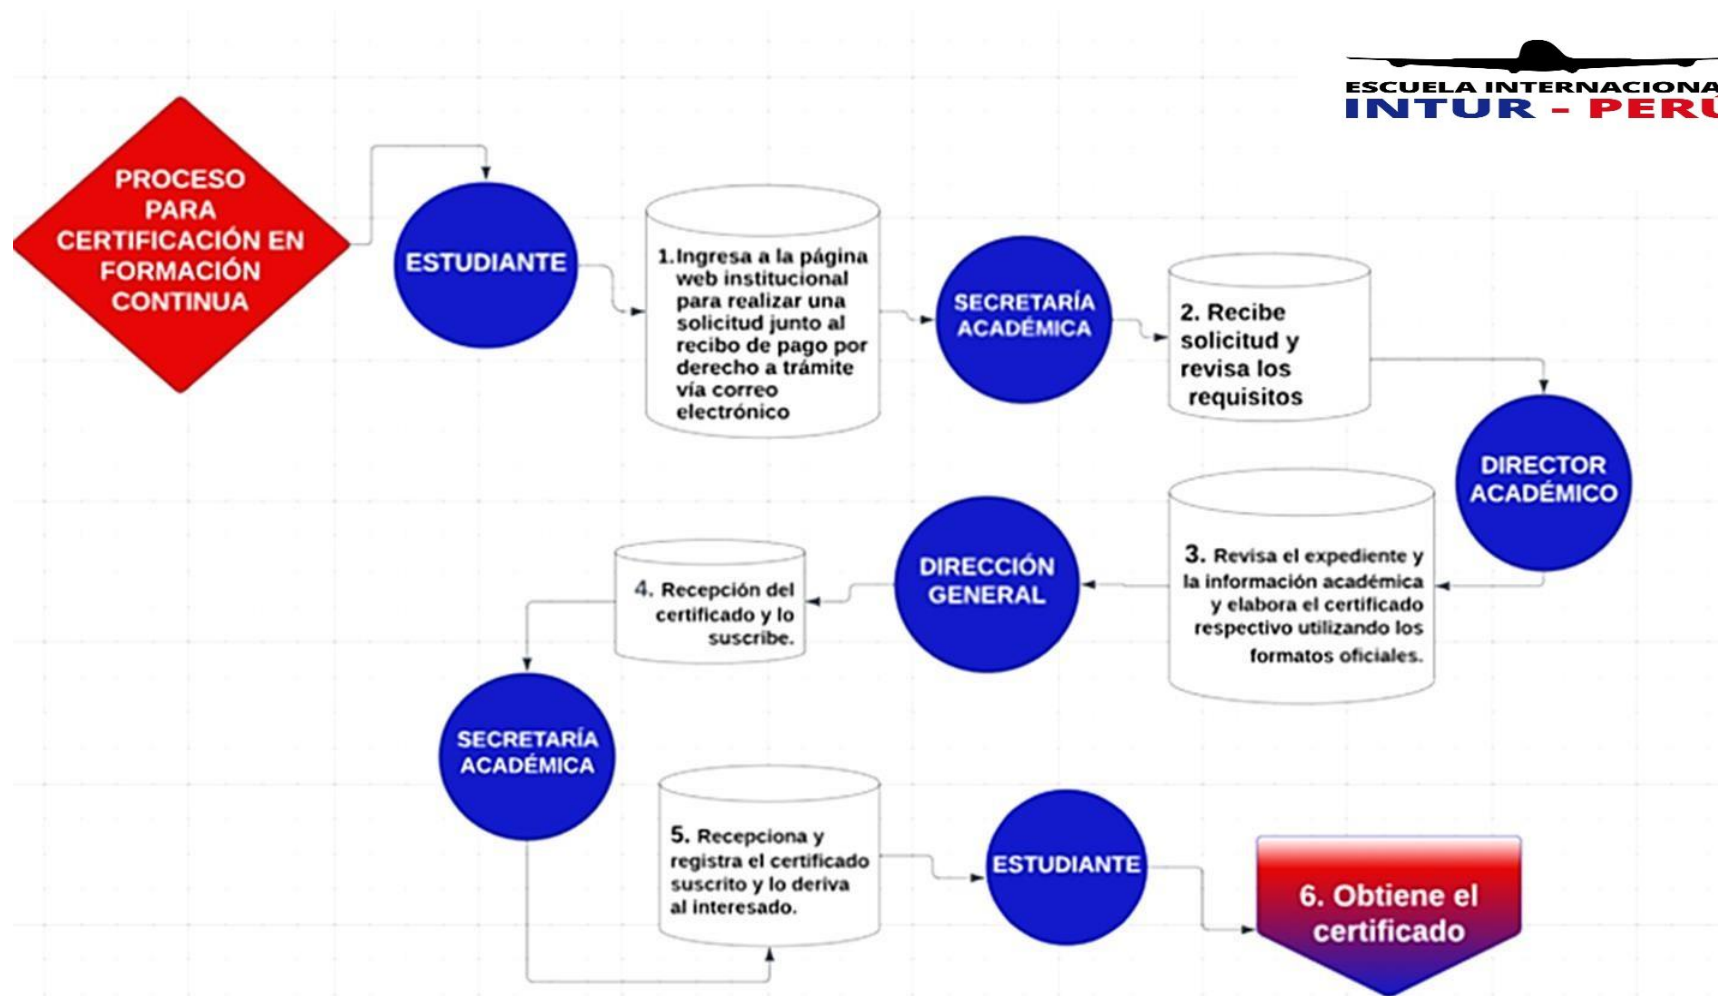 ESCUELA INTERNACIONA
INTUR - PERÚ
PROCESO
PARA
CERTIFICACIÓN EN
FORMACIÓN
CONTINUA
ESTUDIANTE
1.Ingresa a la página
web institucional
para realizar una
solicitud junto al
recibo de pago por
derecho a trámite
vía correo
electrónico
SECRETARÍA
ACADÉMICA
2. Recibe
solicitud y
revisa los
requisitos
DIRECTOR
ACADÉMICO
3. Revisa el expediente y
la información académica
y elabora el certificado
respectivo utilizando los
formatos oficiales.
DIRECCIÓN
GENERAL
4. Recepción del
certificado y lo
suscribe.
SECRETARÍA
ACADÉMICA
5. Recepciona y
registra el certificado
suscrito y lo deriva
al interesado.
ESTUDIANTE
6. Obtiene el
certificado